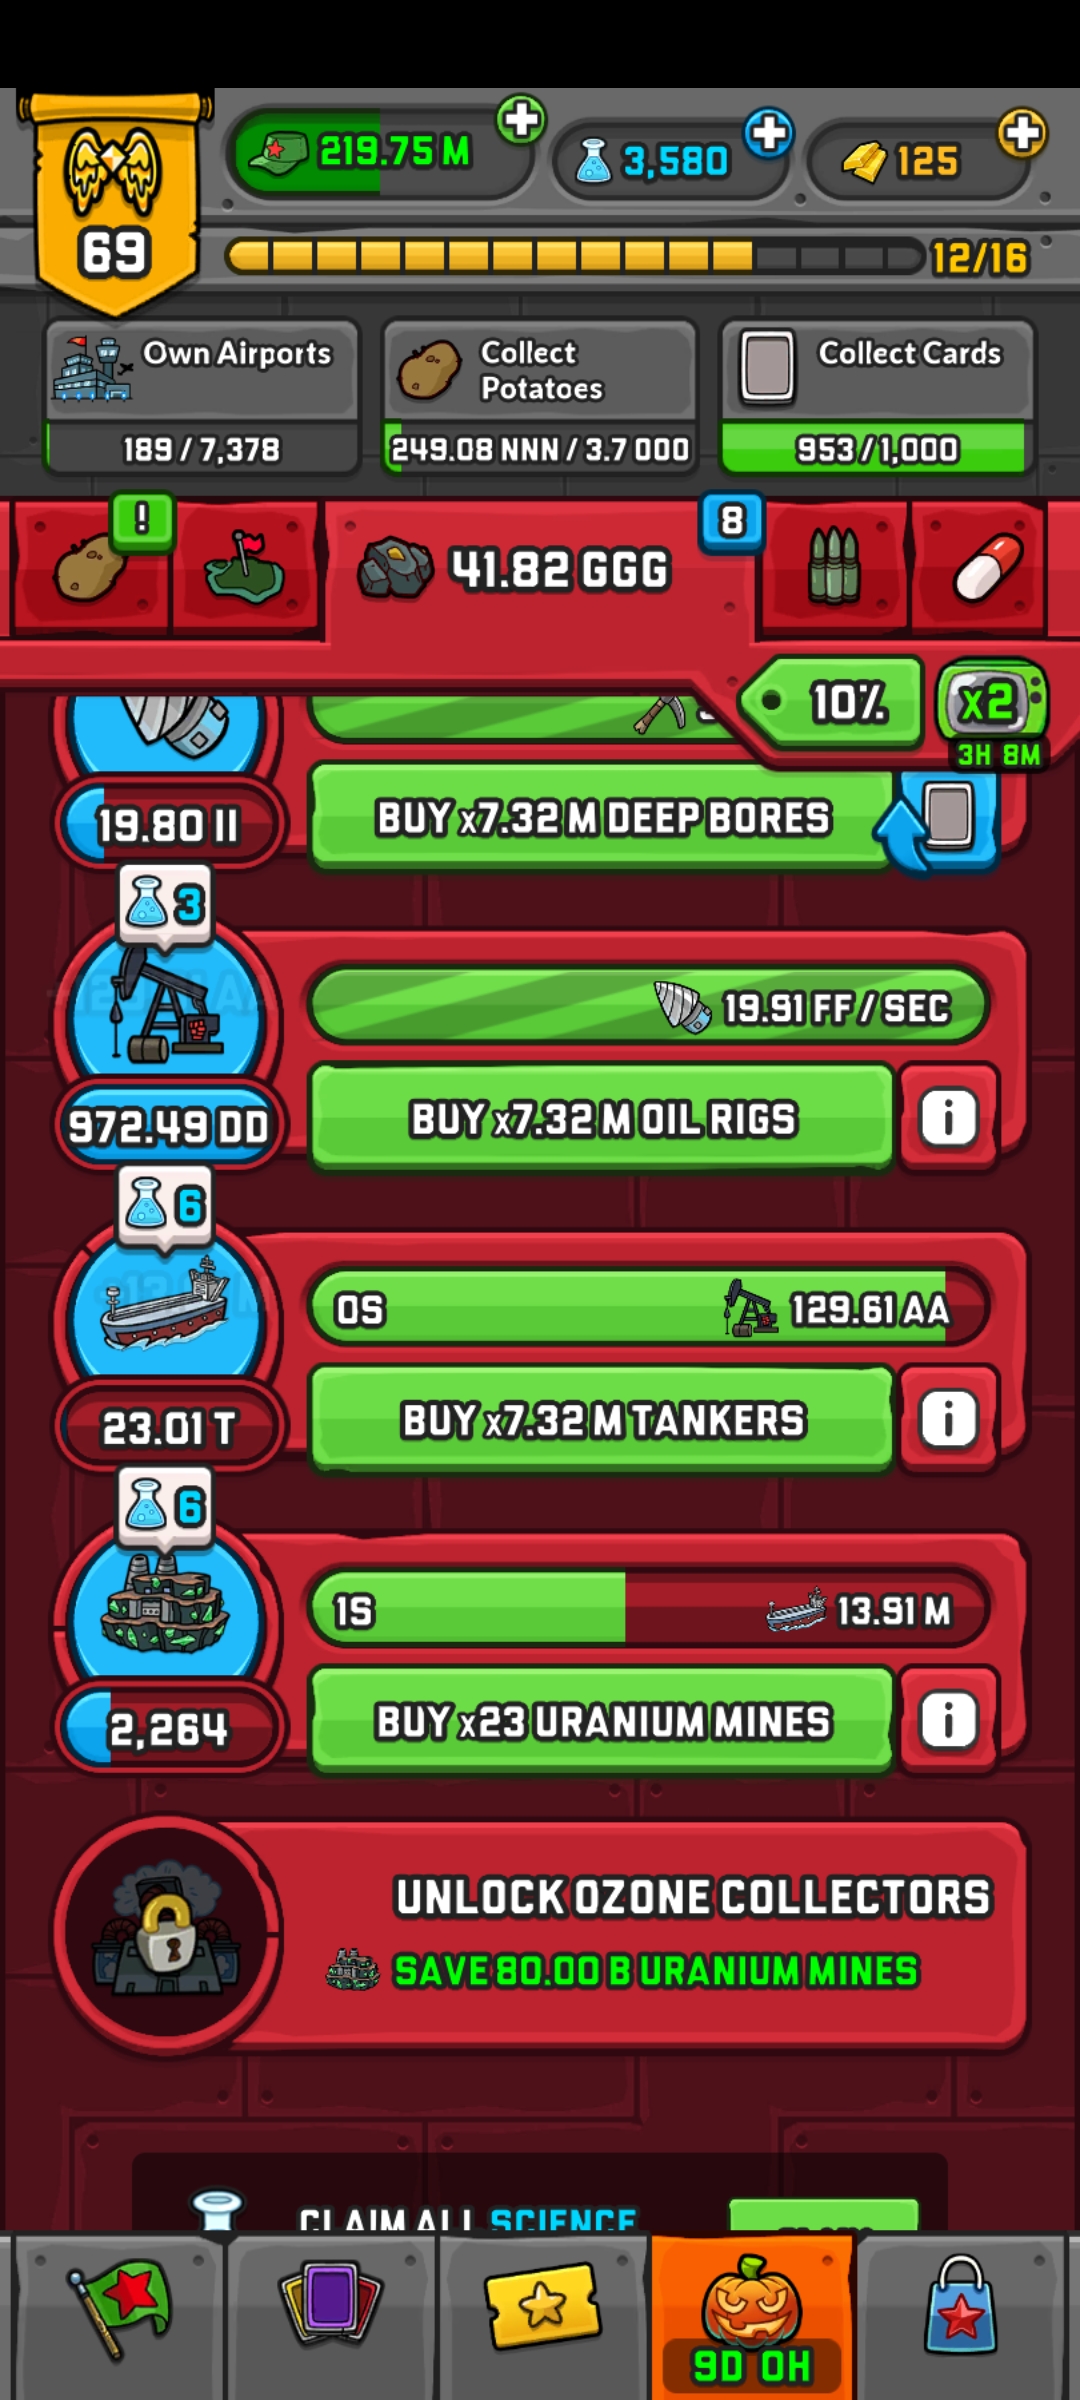 219.75 M
3,580
125
69
12/16
Own Airports
189 / 7,378
Collect
Potatoes
249.08 NNN / 3.7 OOO
Collect Cards
953 / 1,000
!
41.82 GGG
8
10%
x2
3H 8M
19.80 II
BUY x7.32 M DEEP BORES
3
19.91 FF / SEC
972.49 DD
BUY x7.32 M OIL RIGS
i
6
0S
129.61 AA
23.01 T
BUY x7.32 M TANKERS
i
6
1S
13.91 M
2,264
BUY x23 URANIUM MINES
i
UNLOCK OZONE COLLECTORS
SAVE 80.00 B URANIUM MINES
CLAIM ALL SCIENCE
9D 0H